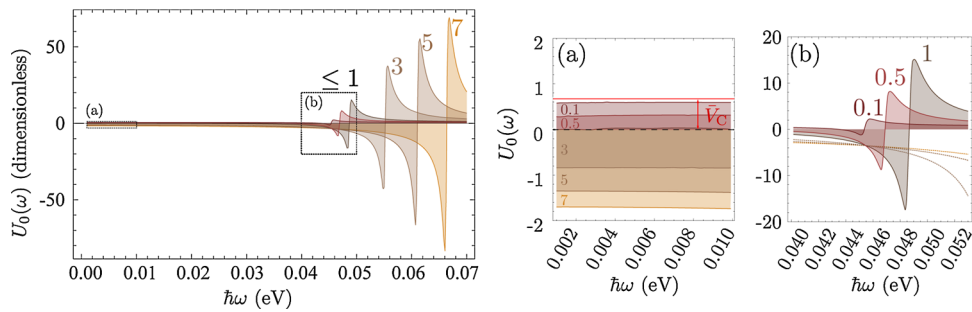 U₀(ω) (dimensionless)
50
0
-50
(a)
(b)
≤ 1
3
5
7
0.00 0.01 0.02 0.03 0.04 0.05 0.06 0.07
ℏω (eV)
(a)
U₀(ω)
2
1
0
-1
-2
0.1
0.5
3
5
7
V̄_C
0.002 0.004 0.006 0.008 0.010
ℏω (eV)
(b)
20
10
0
-10
-20
0.1
0.5
1
0.040 0.042 0.044 0.046 0.048 0.050 0.052
ℏω (eV)